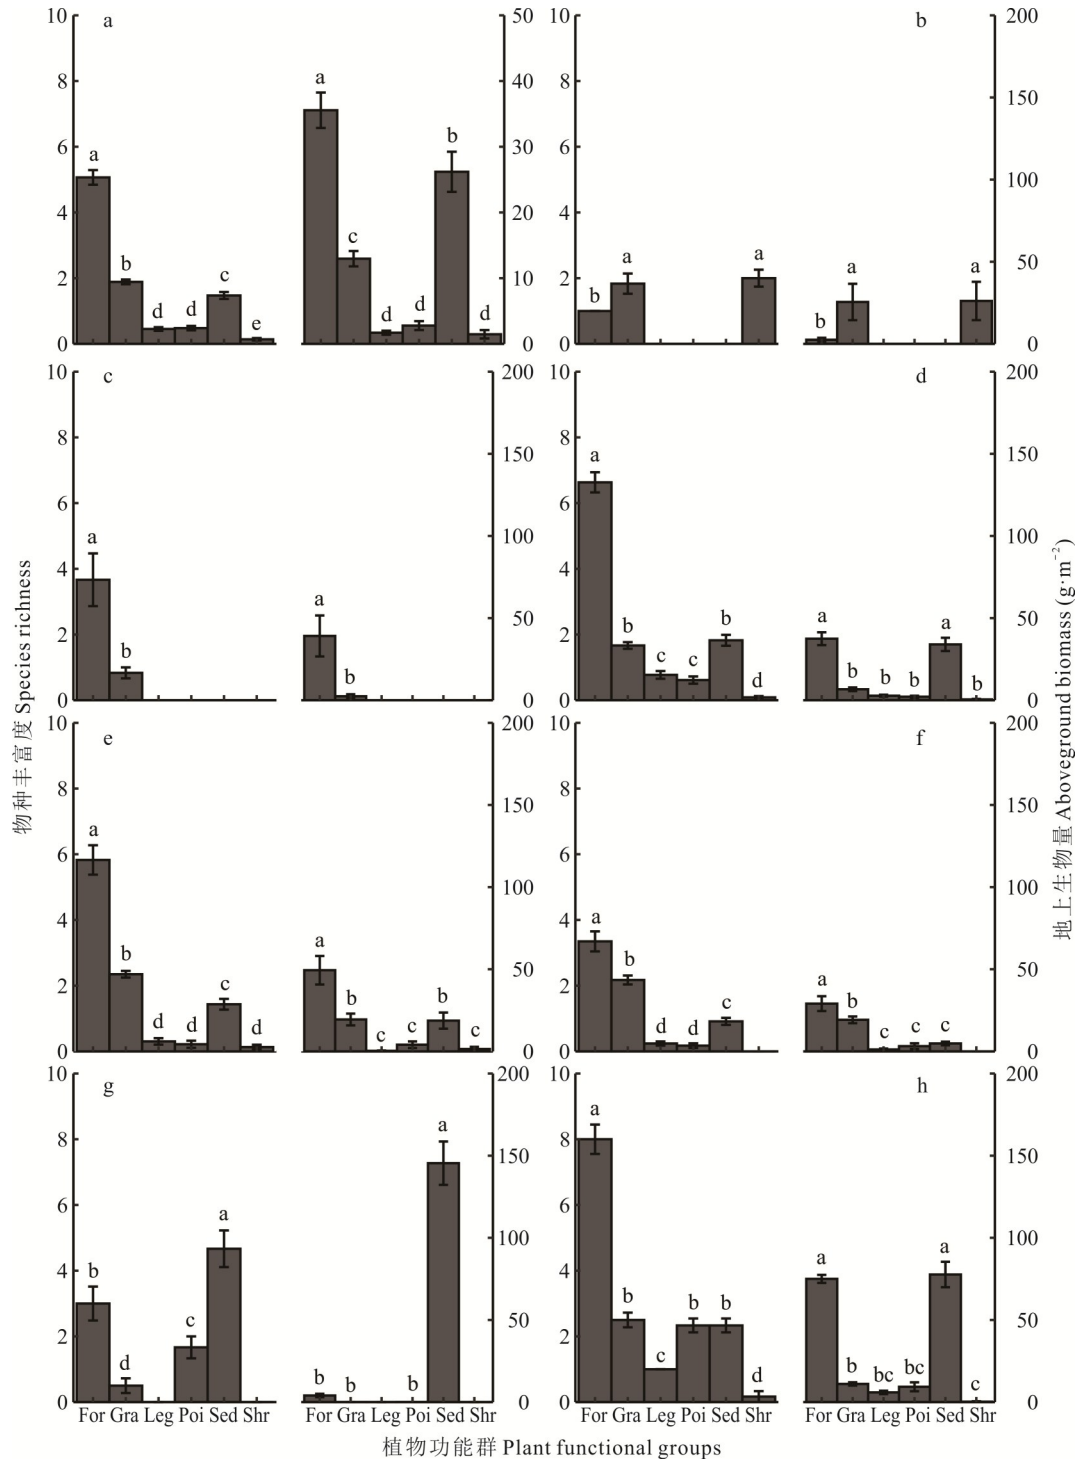 10 a 50 10 b 200
8 a 40 8 150
a b
6 30 6 100
4 c 20 4
b a a a a 50
2 d d c 10 2 b
e d d d b
0 0 0 0
10 c 200 10 d 200
8 150 8 150
a
6 6
a 100 100
4 4
a 50 b b a a 50
2 b 2 c c
b d b b b b
0 0 0 0
10 e 200 10 f 200
8 150 8 150
a
6 6
100 a 100
4 4
b a 50 b a 50
2 c b b 2 c b
d d d c c c d d c c c
0 0 0 0
10 g 200 10 a h 200
8 a 150 8 150
6 a 6
b 100 a a 100
4 4
c 50 b b b 50
2 d 2 c b bc bc
b b b d c
0 0 0 0
For Gra Leg Poi Sed Shr For Gra Leg Poi Sed Shr For Gra Leg Poi Sed Shr For Gra Leg Poi Sed Shr
植物功能群 Plant functional groups
物种丰富度 Species richness
地上生物量 Aboveground biomass (g·m⁻²)